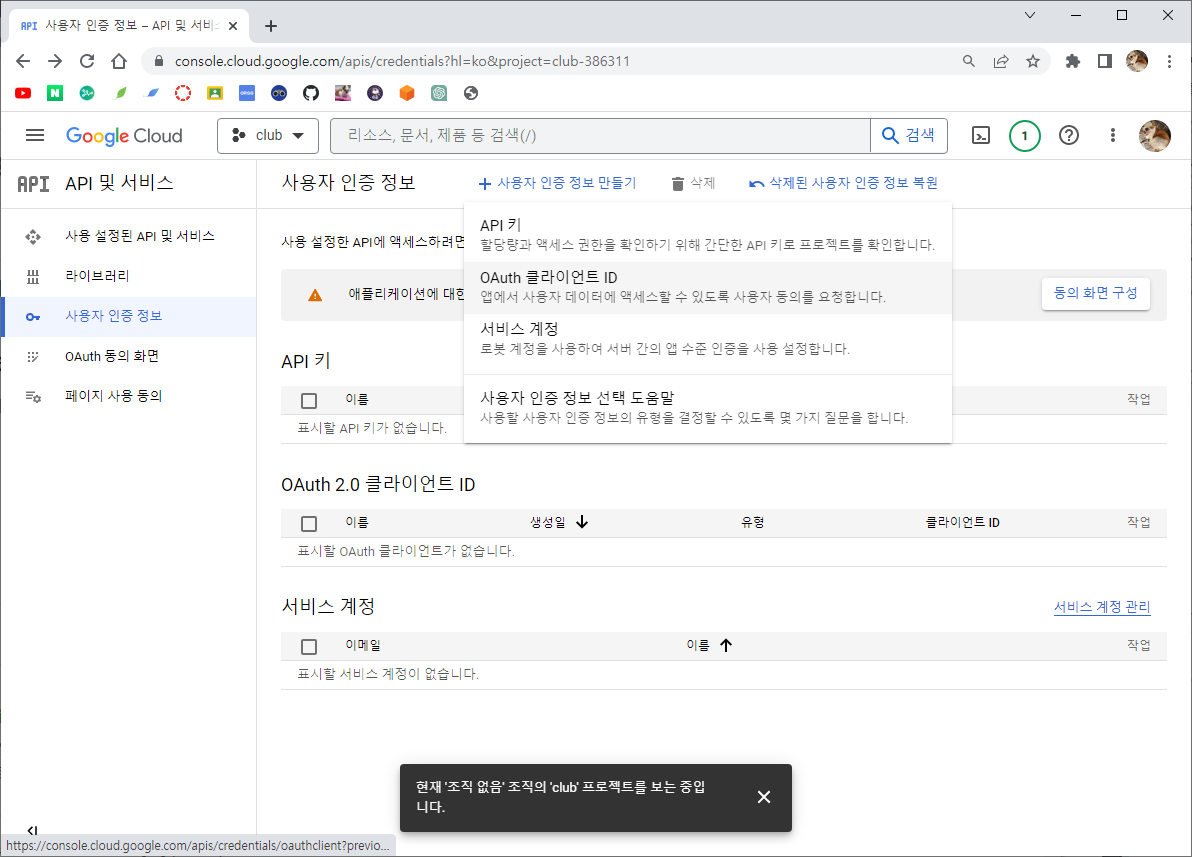 API 사용자 인증 정보 – API 및 서비
console.cloud.google.com/apis/credentials?hl=ko&project=club-386311
Google Cloud
club
리소스, 문서, 제품 등 검색(/)
검색
1
API API 및 서비스
사용자 인증 정보
사용자 인증 정보 만들기
삭제
삭제된 사용자 인증 정보 복원
사용 설정된 API 및 서비스
라이브러리
사용자 인증 정보
OAuth 동의 화면
페이지 사용 동의
사용 설정한 API에 액세스하려면
애플리케이션에 대한
동의 화면 구성
API 키
할당량과 액세스 권한을 확인하기 위해 간단한 API 키로 프로젝트를 확인합니다.
OAuth 클라이언트 ID
앱에서 사용자 데이터에 액세스할 수 있도록 사용자 동의를 요청합니다.
서비스 계정
로봇 계정을 사용하여 서버 간의 앱 수준 인증을 사용 설정합니다.
사용자 인증 정보 선택 도움말
사용할 사용자 인증 정보의 유형을 결정할 수 있도록 몇 가지 질문을 합니다.
API 키
이름 작업
표시할 API 키가 없습니다.
OAuth 2.0 클라이언트 ID
이름 생성일 유형 클라이언트 ID 작업
표시할 OAuth 클라이언트가 없습니다.
서비스 계정
서비스 계정 관리
이메일 이름 작업
표시할 서비스 계정이 없습니다.
현재 '조직 없음' 조직의 'club' 프로젝트를 보는 중입
니다.
https://console.cloud.google.com/apis/credentials/oauthclient?previo...